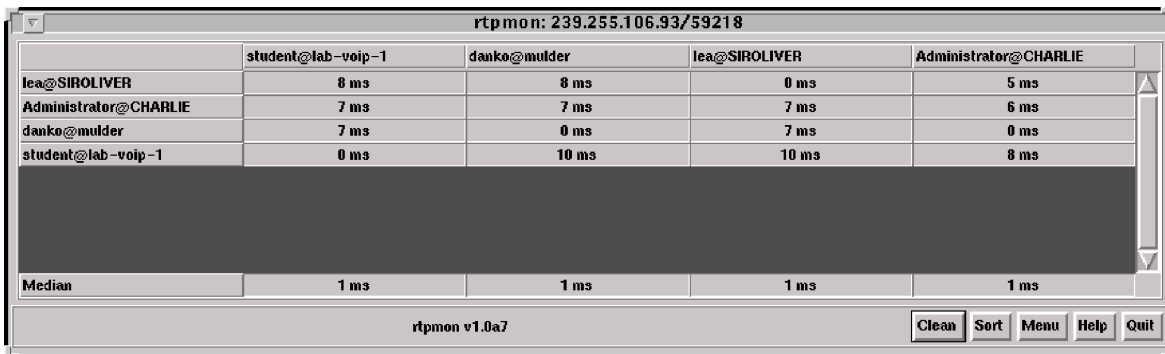 rtpmon: 239.255.106.93/59218
student@lab-voip-1 danko@mulder lea@SIROLIVER Administrator@CHARLIE
lea@SIROLIVER 8 ms 8 ms 0 ms 5 ms
Administrator@CHARLIE 7 ms 7 ms 7 ms 6 ms
danko@mulder 7 ms 0 ms 7 ms 0 ms
student@lab-voip-1 0 ms 10 ms 10 ms 8 ms
Median 1 ms 1 ms 1 ms 1 ms
rtpmon v1.0a7 Clean Sort Menu Help Quit